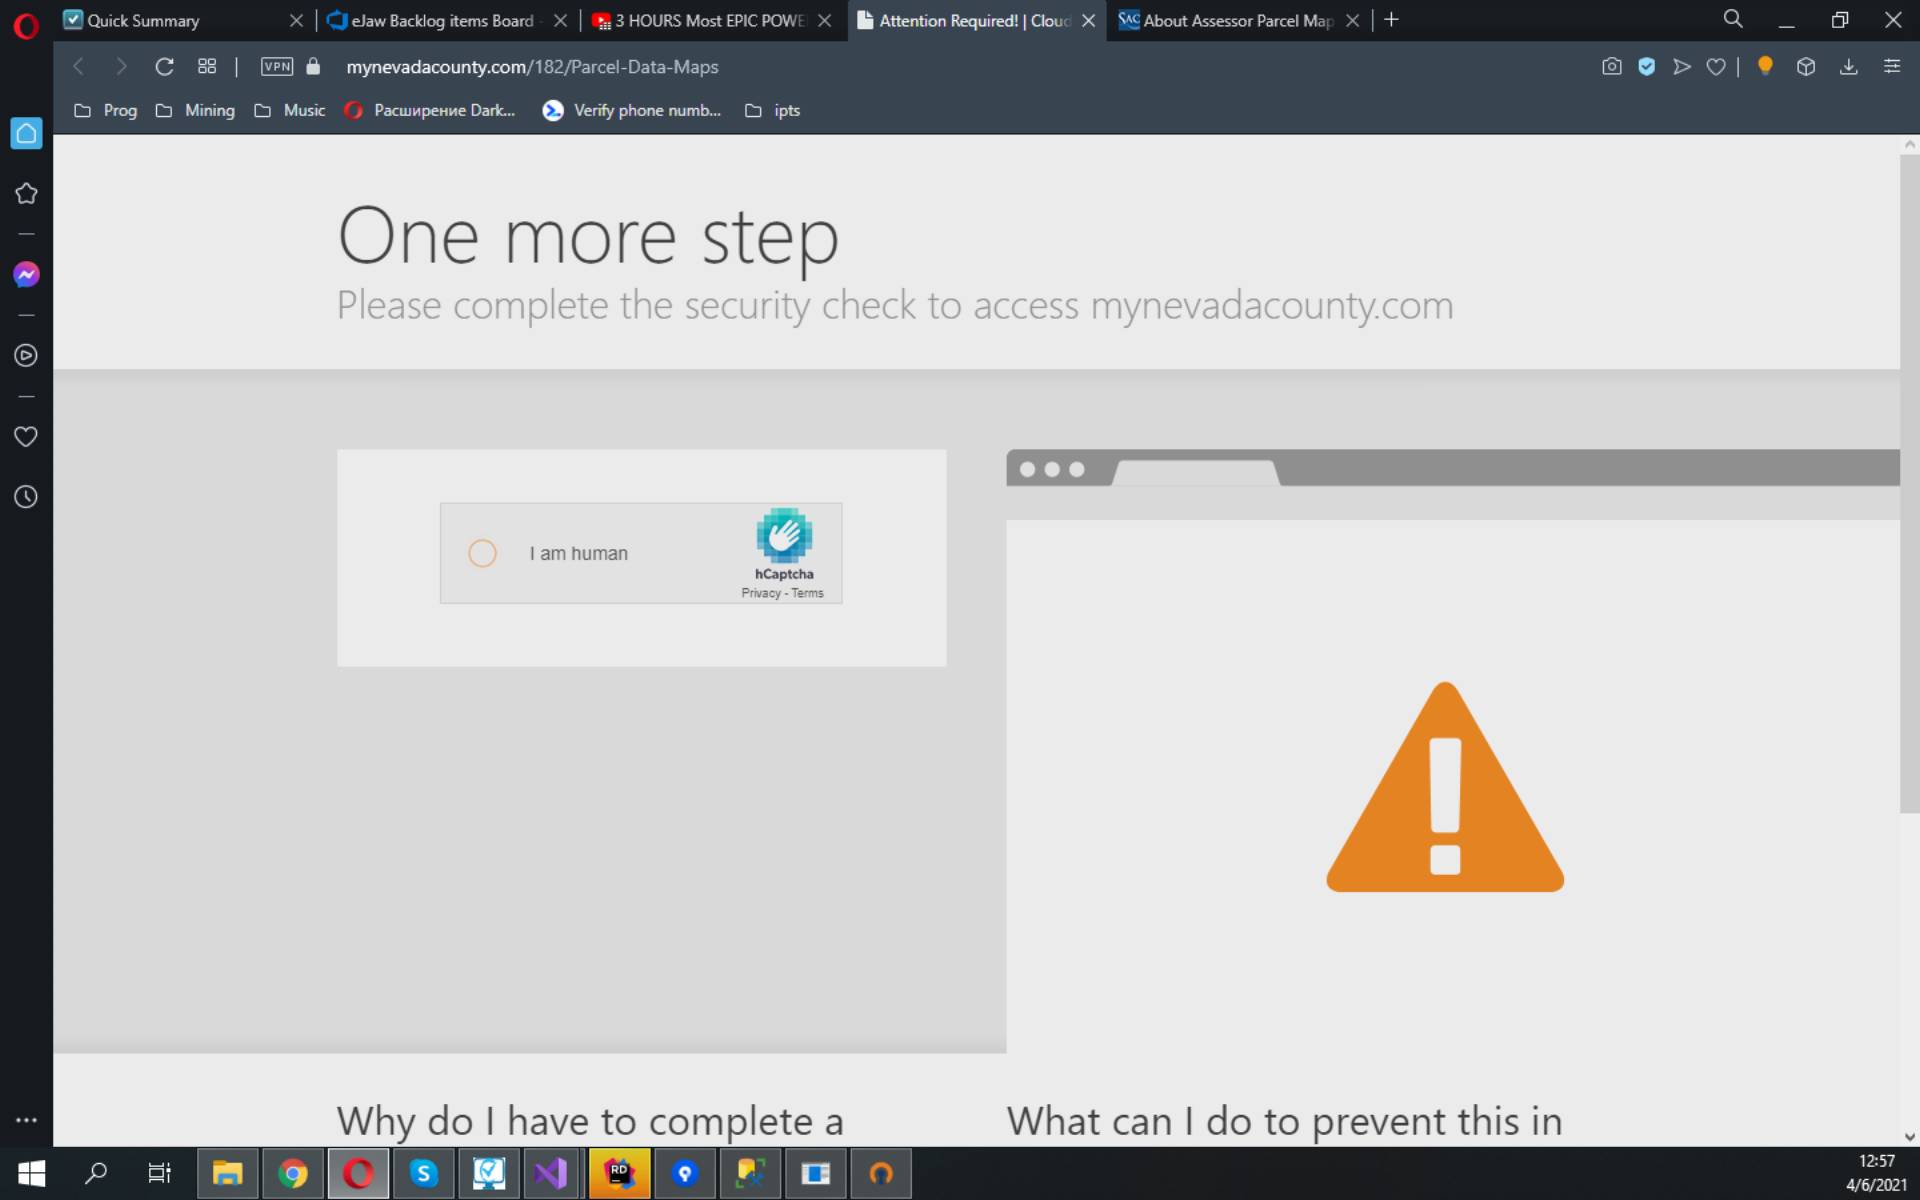 Quick Summary
eJaw Backlog items Board -
3 HOURS Most EPIC POWE
Attention Required! | Cloud
SAC About Assessor Parcel Map
VPN mynevadacounty.com/182/Parcel-Data-Maps
Prog Mining Music Расширение Dark... Verify phone numb... ipts
One more step
Please complete the security check to access mynevadacounty.com
I am human
hCaptcha
Privacy - Terms
Why do I have to complete a
What can I do to prevent this in
S
RD
12:57
4/6/2021